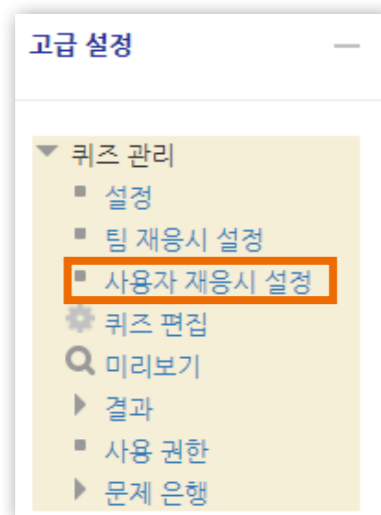 고급 설정
퀴즈 관리
설정
팀 재응시 설정
사용자 재응시 설정
퀴즈 편집
미리보기
결과
사용 권한
문제 은행